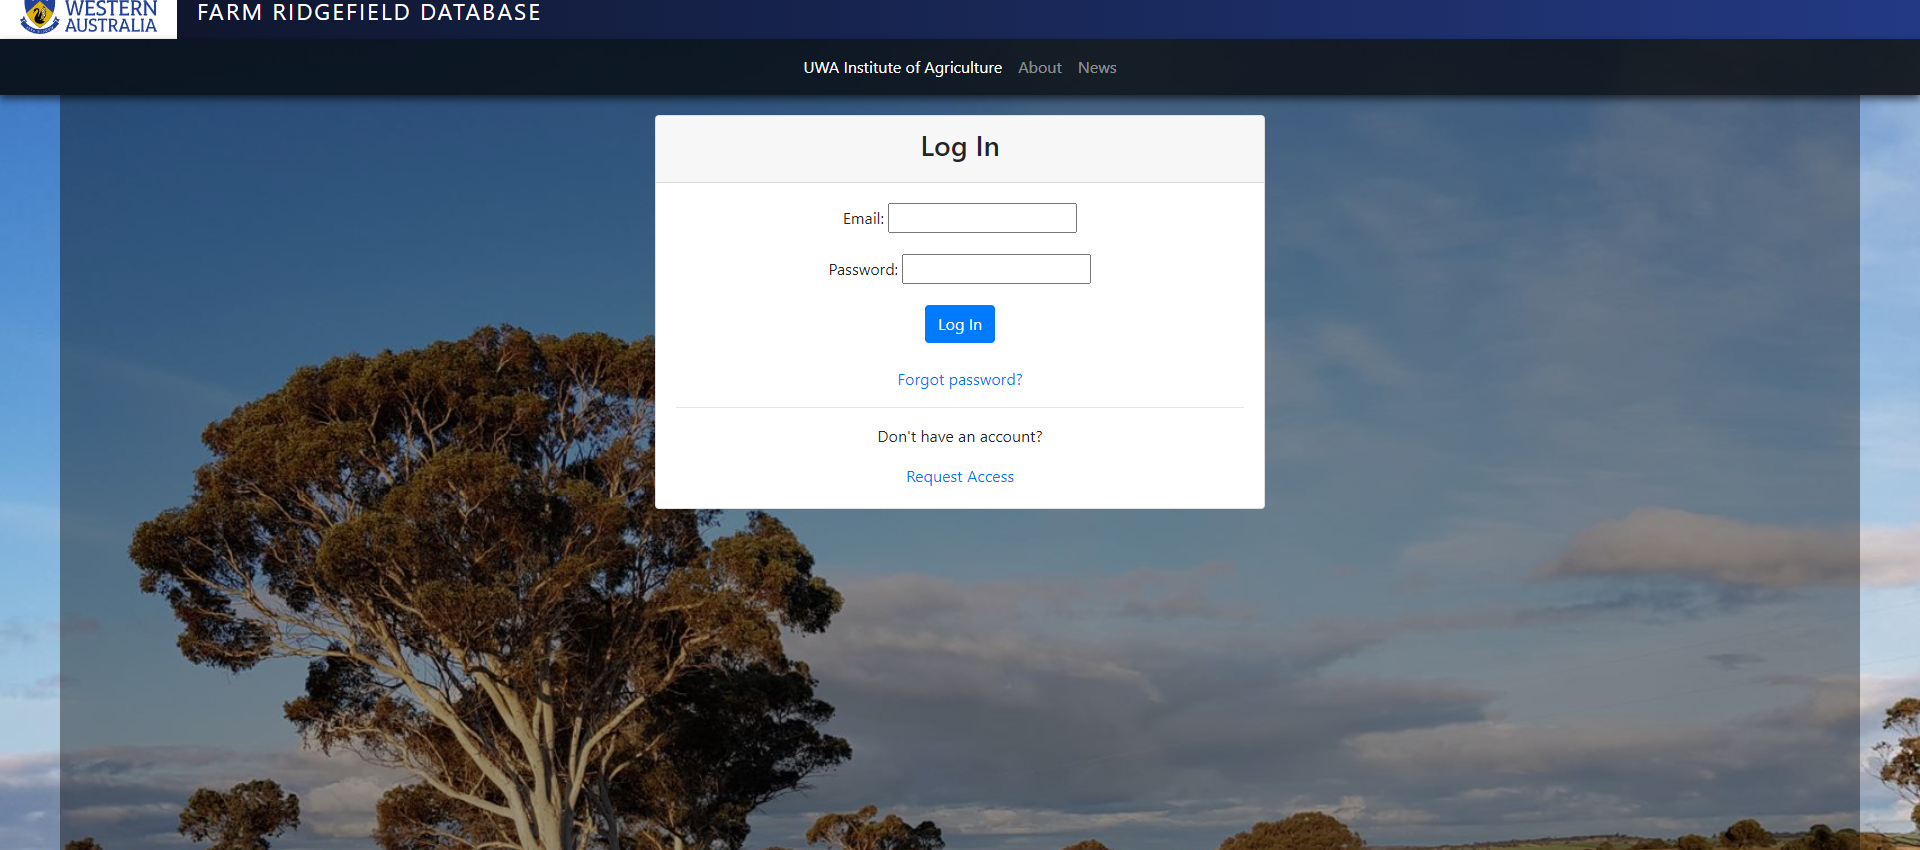 WESTERN
AUSTRALIA
FARM RIDGEFIELD DATABASE
UWA Institute of Agriculture About News
Log In
Email:
Password:
Log In
Forgot password?
Don't have an account?
Request Access